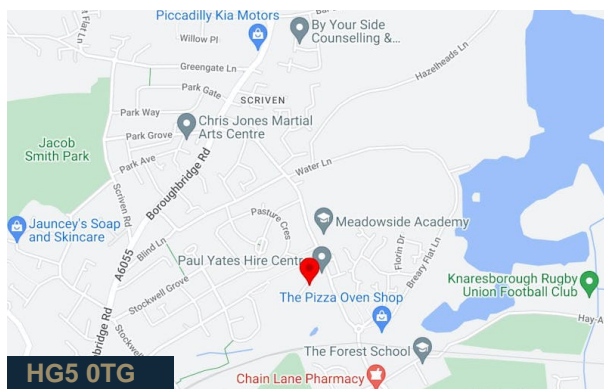 Piccadilly Kia Motors
By Your Side
Counselling &...
Willow Pl
Flat Ln
Greengate Ln
Hazelheads Ln
Park Gate
SCRIVEN
Park Way
Chris Jones Martial
Arts Centre
Park Grove
Jacob
Smith Park
Boroughbridge Rd
Park Ave
Water Ln
Scriven Rd
Pasture Cres
Meadowside Academy
Jauncey's Soap
and Skincare
A6055
Blind Ln
Florin Dr
Paul Yates Hire Centre
Breary Flat Ln
Knaresborough Rugby
Union Football Club
Stockwell Grove
The Pizza Oven Shop
Hay-A
The Forest School
HG5 0TG
Chain Lane Pharmacy